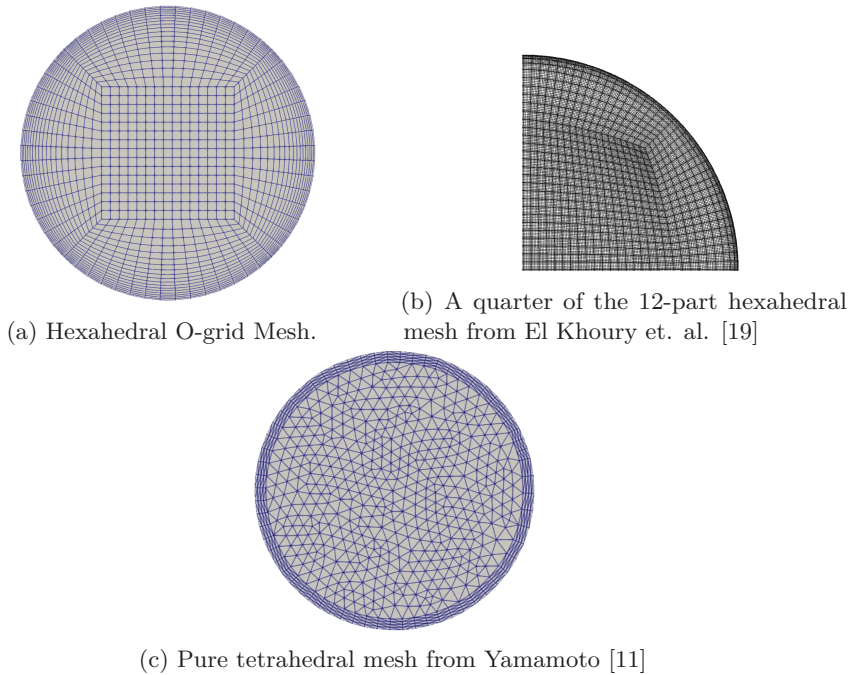 (a) Hexahedral O-grid Mesh.
(b) A quarter of the 12-part hexahedral
mesh from El Khoury et. al. [19]
(c) Pure tetrahedral mesh from Yamamoto [11]